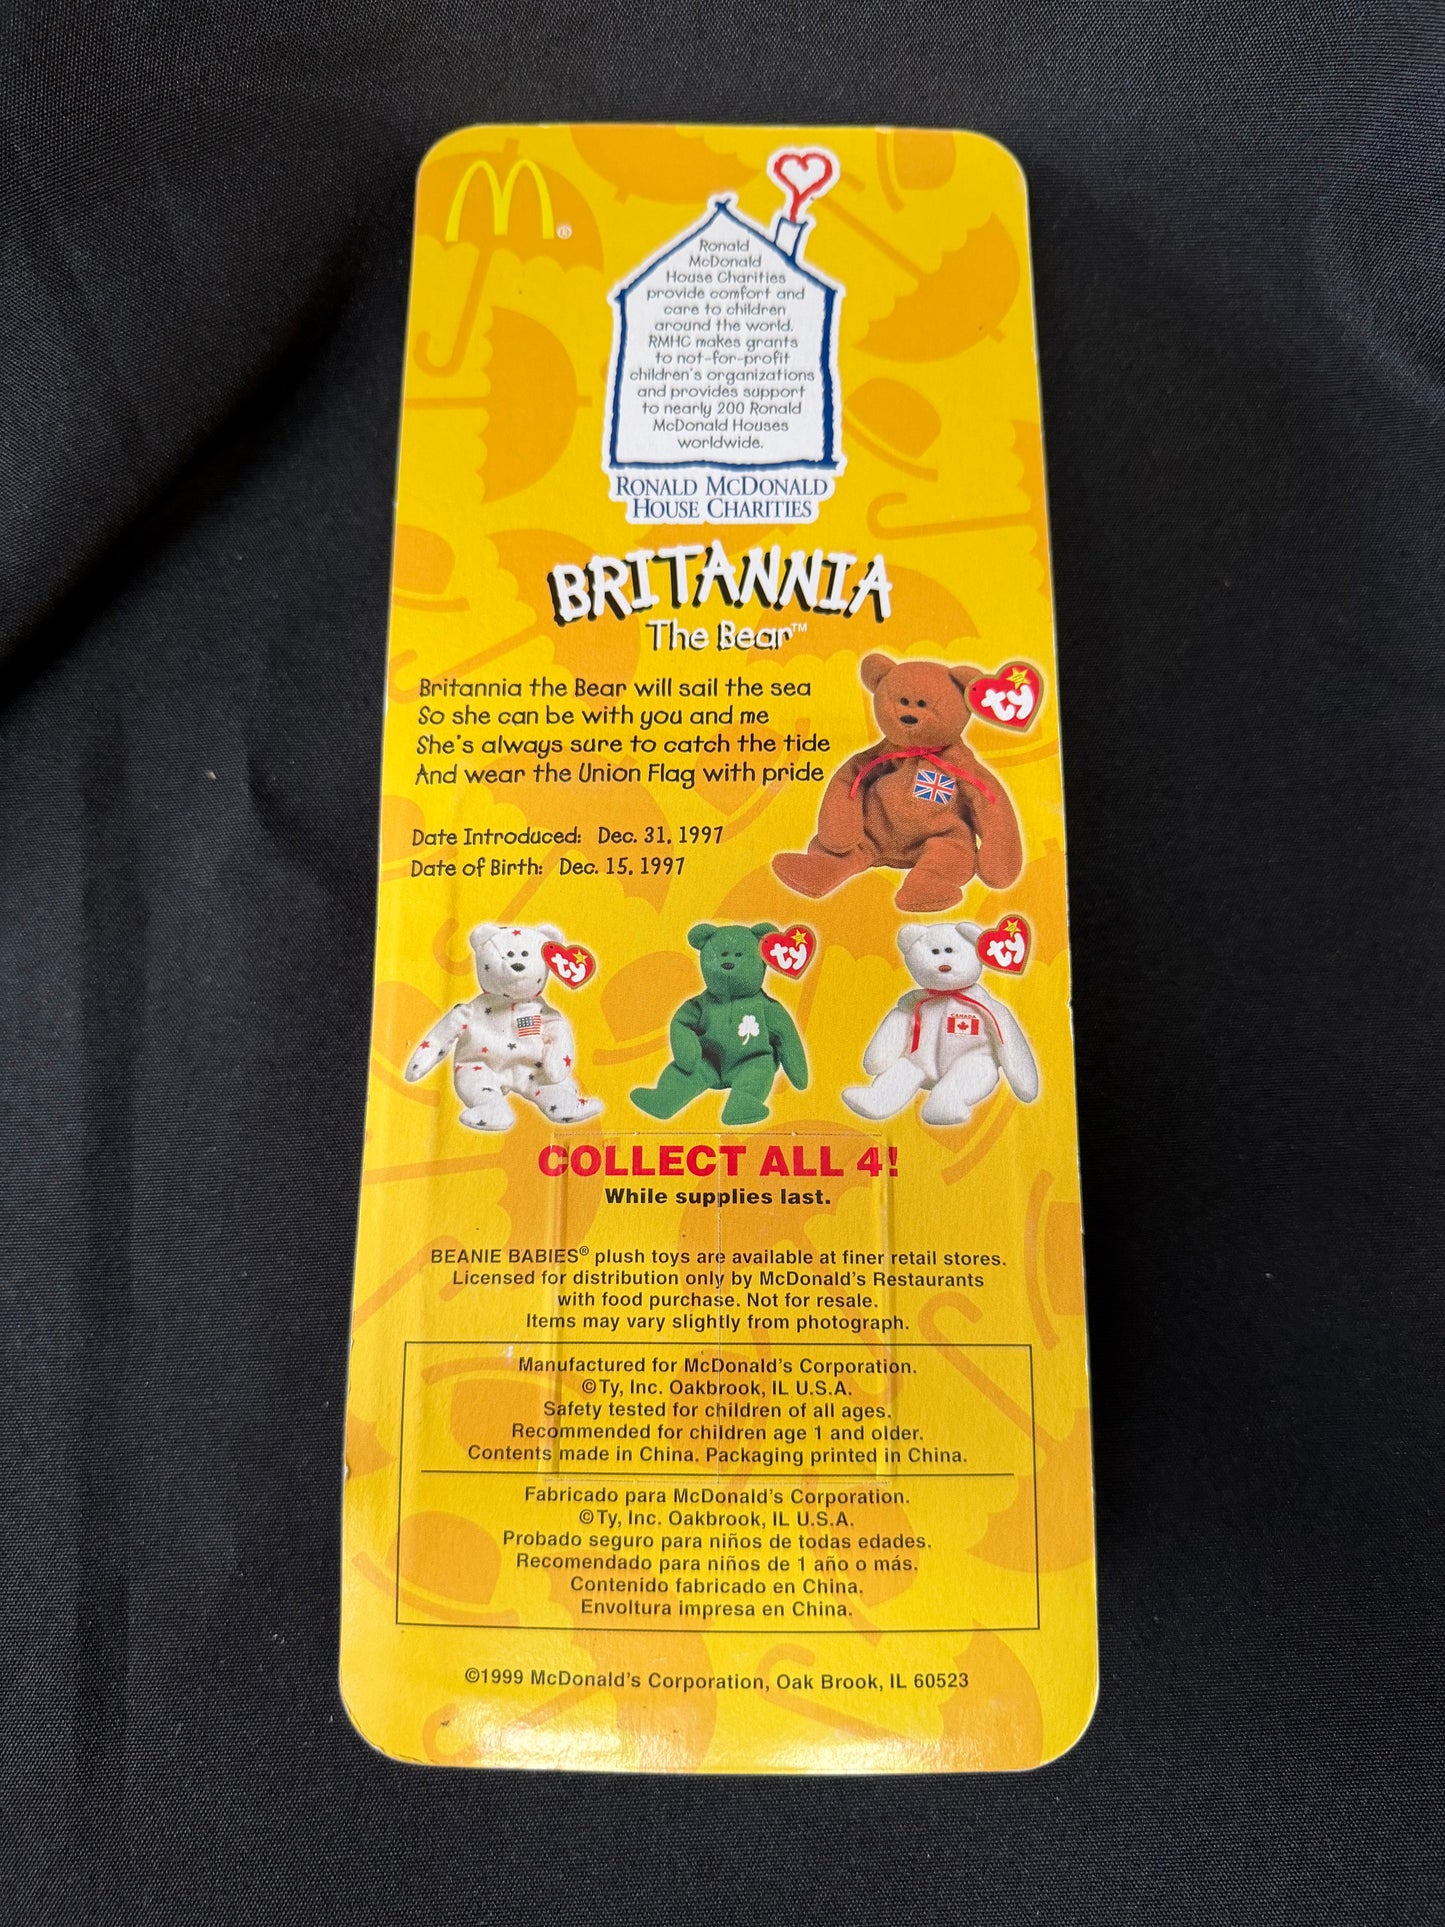 Ronald
McDonald
House Charities
provide comfort and
care to children
around the world.
RMHC makes grants
to not-for-profit
children's organizations
and provides support
to nearly 200 Ronald
McDonald Houses
worldwide.
RONALD MCDONALD
HOUSE CHARITIES
BRITANNIA
The Bear™
Britannia the Bear will sail the sea
So she can be with you and me
She's always sure to catch the tide
And wear the Union Flag with pride
ty
Date Introduced: Dec. 31, 1997
Date of Birth: Dec. 15, 1997
ty
ty
ty
CANADA
COLLECT ALL 4!
While supplies last.
BEANIE BABIES® plush toys are available at finer retail stores.
Licensed for distribution only by McDonald's Restaurants
with food purchase. Not for resale.
Items may vary slightly from photograph.
Manufactured for McDonald's Corporation.
©Ty, Inc. Oakbrook, IL U.S.A.
Safety tested for children of all ages.
Recommended for children age 1 and older.
Contents made in China. Packaging printed in China.
Fabricado para McDonald's Corporation.
©Ty, Inc. Oakbrook, IL U.S.A.
Probado seguro para niños de todas edades.
Recomendado para niños de 1 año o más.
Contenido fabricado en China.
Envoltura impresa en China.
©1999 McDonald's Corporation, Oak Brook, IL 60523